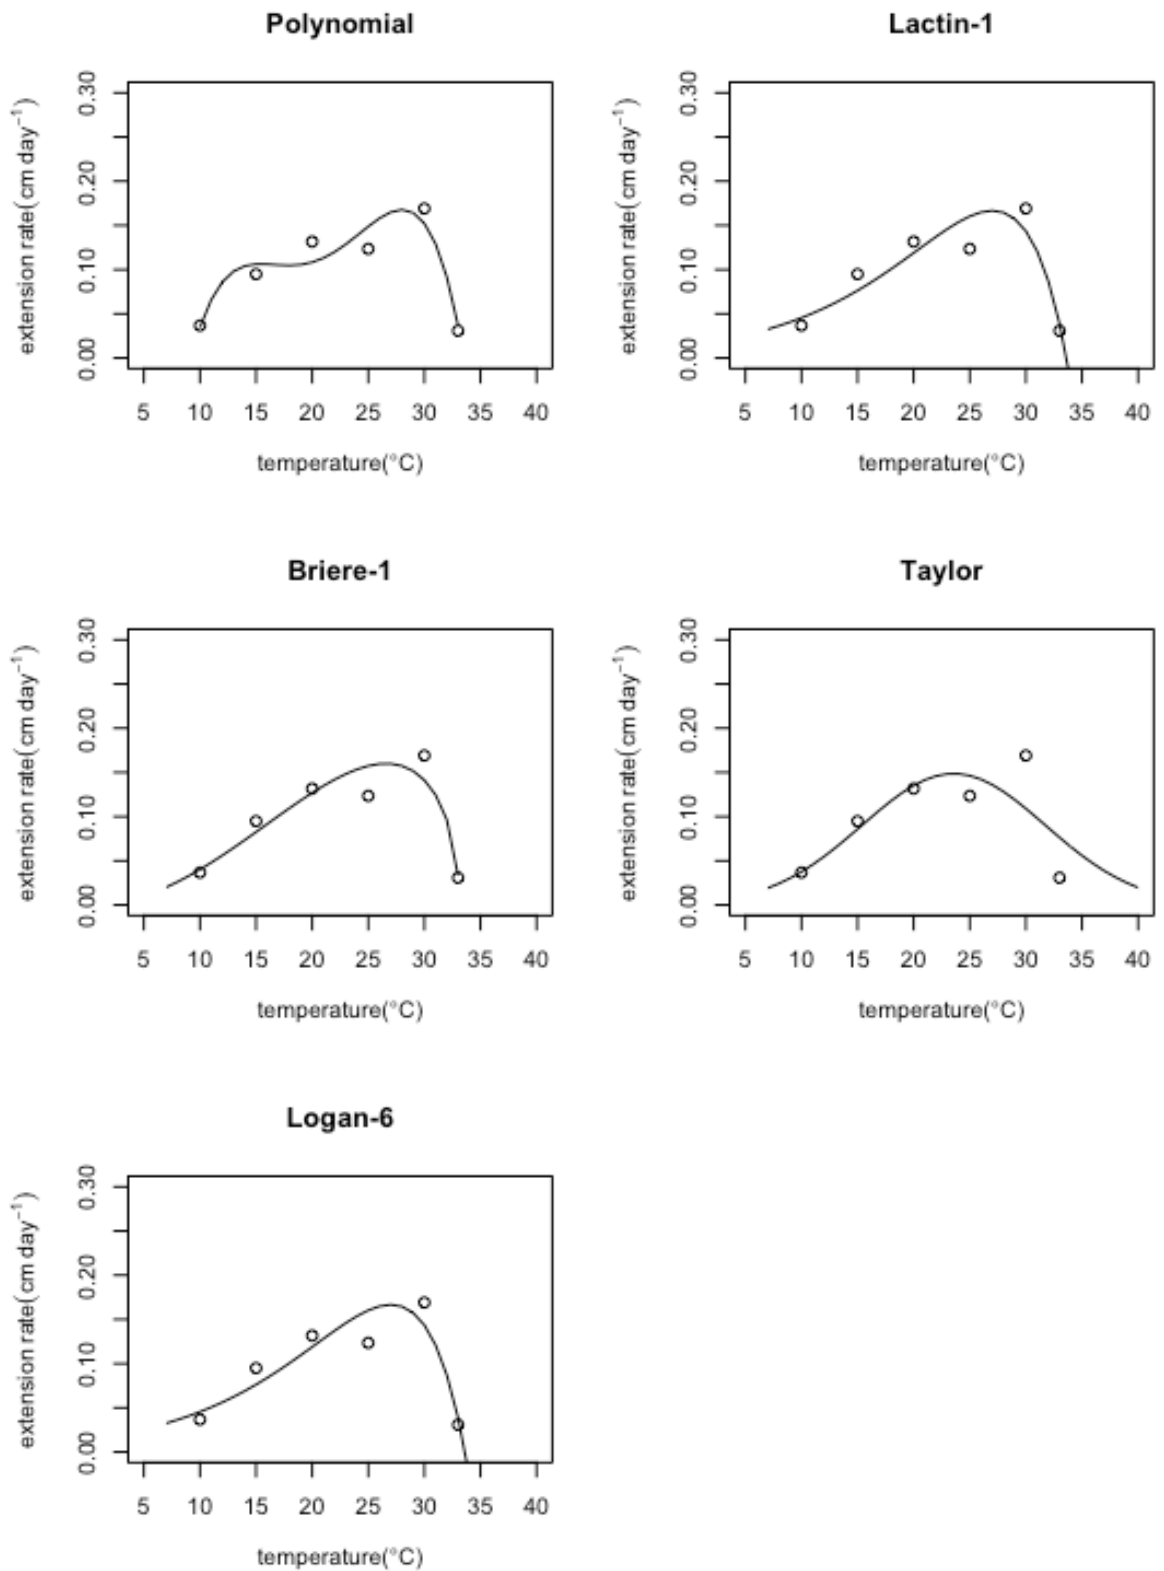 Polynomial
extension rate(cm day⁻¹)
0.00 0.10 0.20 0.30
5 10 15 20 25 30 35 40
temperature(°C)
Lactin-1
extension rate(cm day⁻¹)
0.00 0.10 0.20 0.30
5 10 15 20 25 30 35 40
temperature(°C)
Briere-1
extension rate(cm day⁻¹)
0.00 0.10 0.20 0.30
5 10 15 20 25 30 35 40
temperature(°C)
Taylor
extension rate(cm day⁻¹)
0.00 0.10 0.20 0.30
5 10 15 20 25 30 35 40
temperature(°C)
Logan-6
extension rate(cm day⁻¹)
0.00 0.10 0.20 0.30
5 10 15 20 25 30 35 40
temperature(°C)